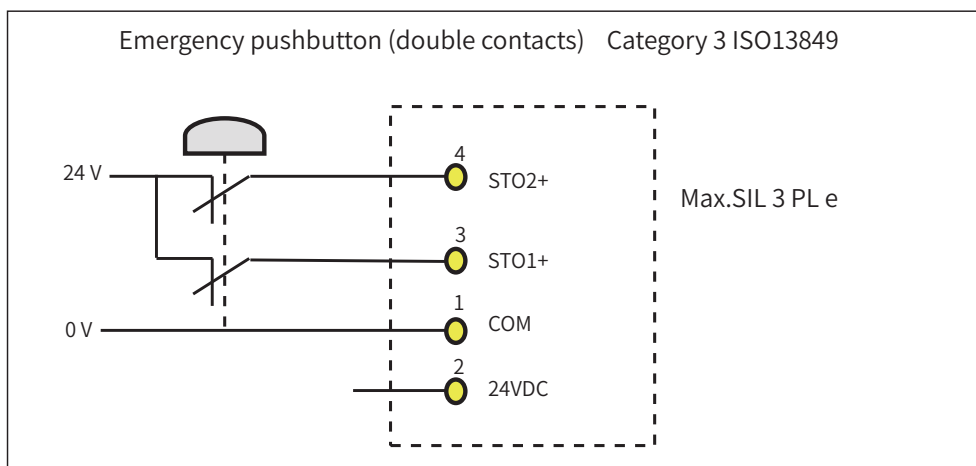 Emergency pushbutton (double contacts) Category 3 ISO13849
4
24 V
STO2+
Max.SIL 3 PL e
3
STO1+
1
0 V
COM
2
24VDC